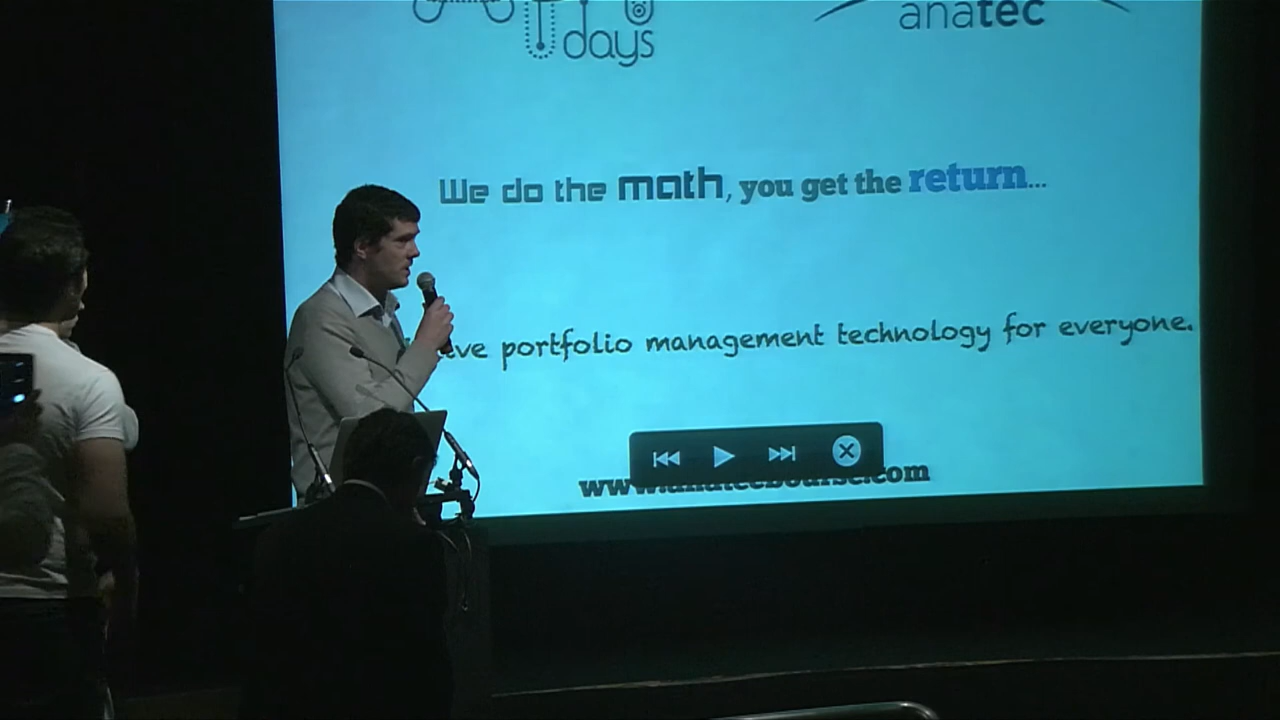 days
anatec
We do the math, you get the return...
portfolio management technology for everyone.